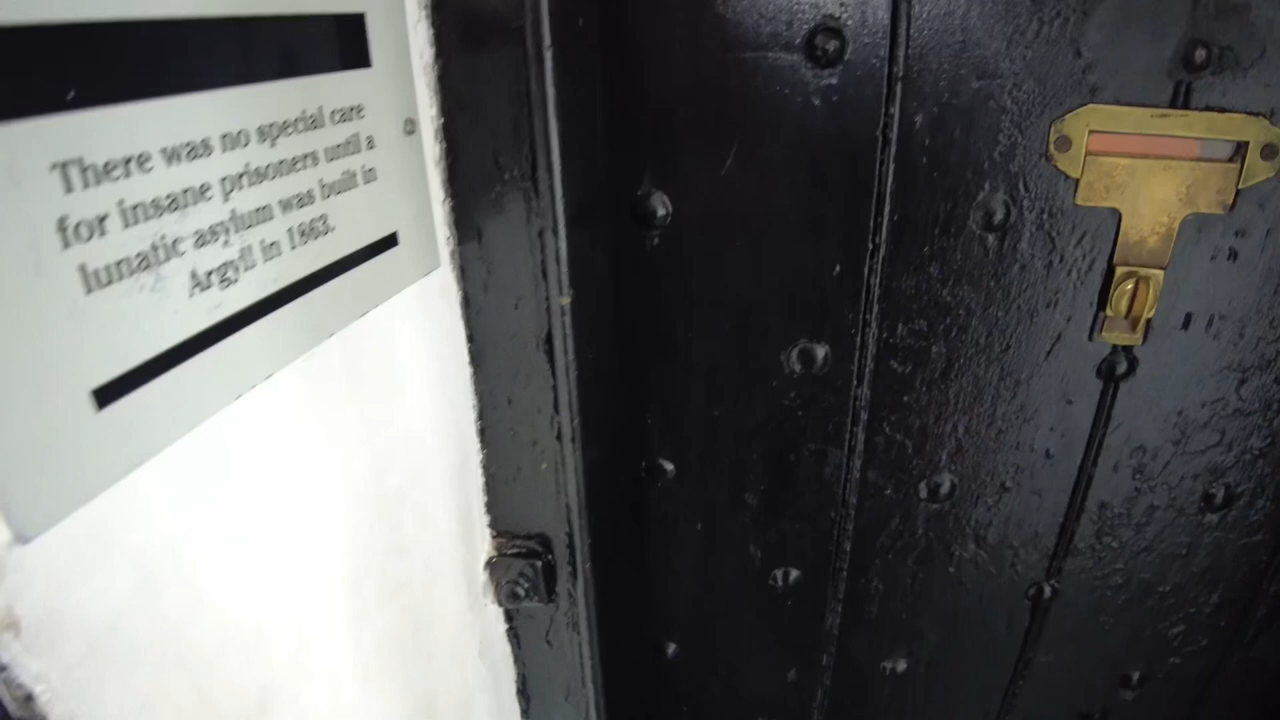 There was no special care
for insane prisoners until a
lunatic asylum was built in
Argyll in 1863.